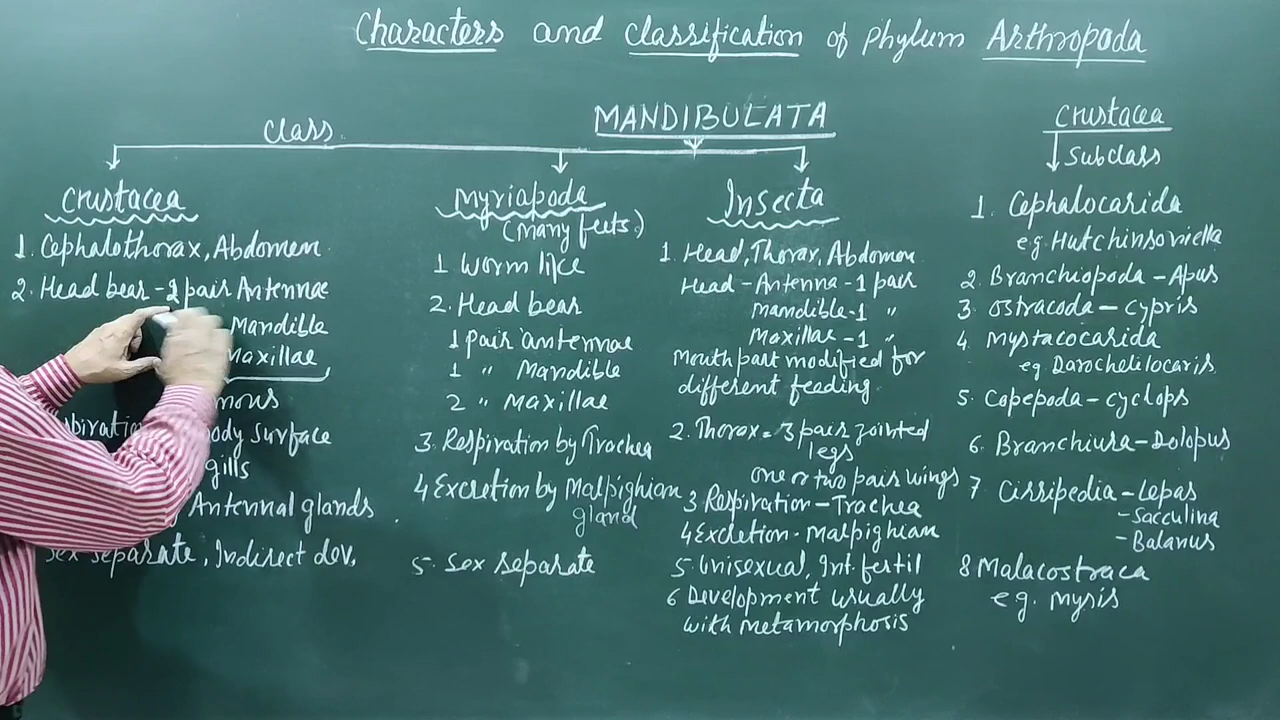 Characters and classification of phylum Arthropoda
MANDIBULATA
class
Crustacea
1. Cephalothorax, Abdomen
2. Head bear - 2 pair Antennae
Mandible
Maxillae
body surface
gills
Antennal glands
sex separate, Indirect dev.
Myriapoda
(Many feets.)
1 Worm like
2. Head bear
1 pair antennae
1 " Mandible
2 " Maxillae
3. Respiration by Trachea
4 Excretion by Malpighian
gland
5. Sex separate
Insecta
1. Head, Thorax, Abdomen
Head - Antenna - 1 pair
Mandible - 1 "
Maxillae - 1 "
Mouth part modified for
different feeding.
2. Thorax = 3 pair jointed
legs
one or two pair wings
3 Respiration - Trachea
4 Excretion - Malpighian
5. Unisexual, Int. fertil
6 Development usually
with metamorphosis
Crustacea
Subclass
1. Cephalocarida
eg. Hutchinsoniella
2. Branchiopoda - Apus
3. Ostracoda - Cypris
4. Mystacocarida
eg Darochelilocaris
5. Copepoda - Cyclops
6. Branchiura - Dolopus
7 Cirripedia - Lepas
- Sacculina
- Balanus
8 Malacostraca
eg. Mysis